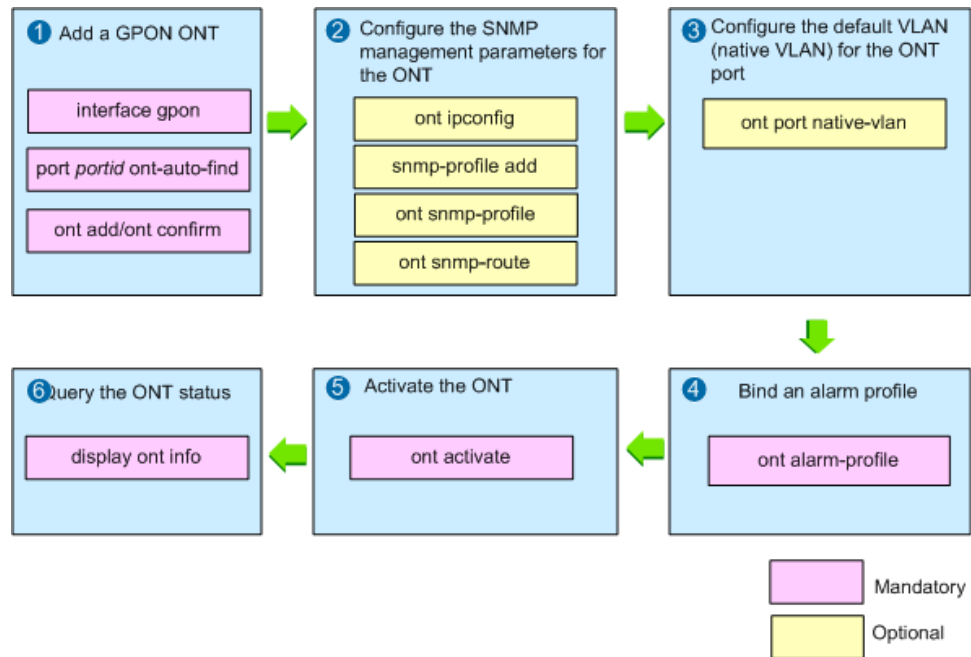 1 Add a GPON ONT
interface gpon
port portid ont-auto-find
ont add/ont confirm
2 Configure the SNMP
management parameters for
the ONT
ont ipconfig
snmp-profile add
ont snmp-profile
ont snmp-route
3 Configure the default VLAN
(native VLAN) for the ONT
port
ont port native-vlan
4 Bind an alarm profile
ont alarm-profile
5 Activate the ONT
ont activate
6 Query the ONT status
display ont info
Mandatory
Optional